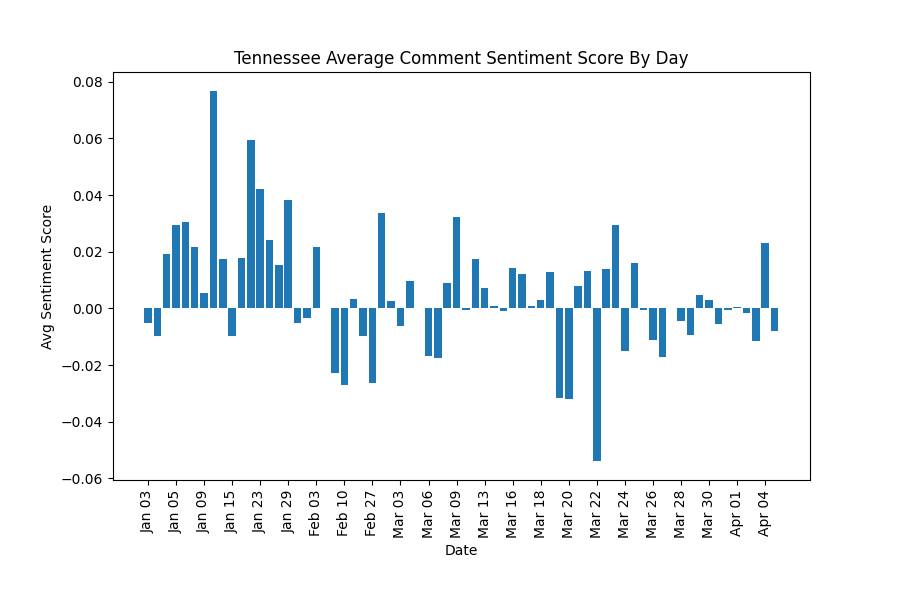 Tennessee Average Comment Sentiment Score By Day
Avg Sentiment Score
0.08
0.06
0.04
0.02
0.00
−0.02
−0.04
−0.06
Jan 03
Jan 05
Jan 09
Jan 15
Jan 23
Jan 29
Feb 03
Feb 10
Feb 27
Mar 03
Mar 06
Mar 09
Mar 13
Mar 16
Mar 18
Mar 20
Mar 22
Mar 24
Mar 26
Mar 28
Mar 30
Apr 01
Apr 04
Date